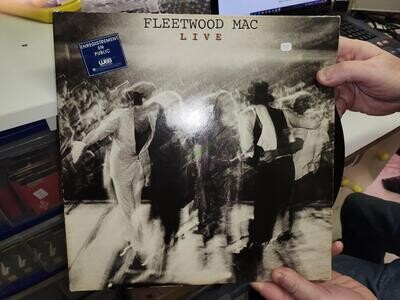 FLEETWOOD MAC
LIVE
ENREGISTREMENT
EN
PUBLIC